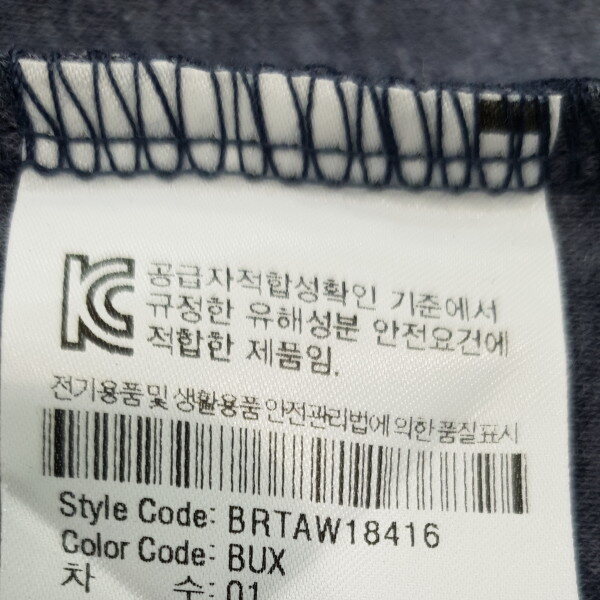 KC 공급자적합성확인 기준에서
규정한 유해성분 안전요건에
적합한 제품임.
전기용품 및 생활용품 안전관리법에 의한 품질표시
Style Code: BRTAW18416
Color Code: BUX
차 수: 01